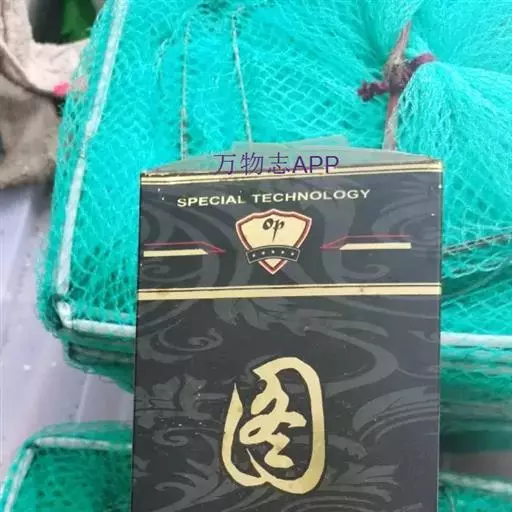 万物志APP
SPECIAL TECHNOLOGY
op
图